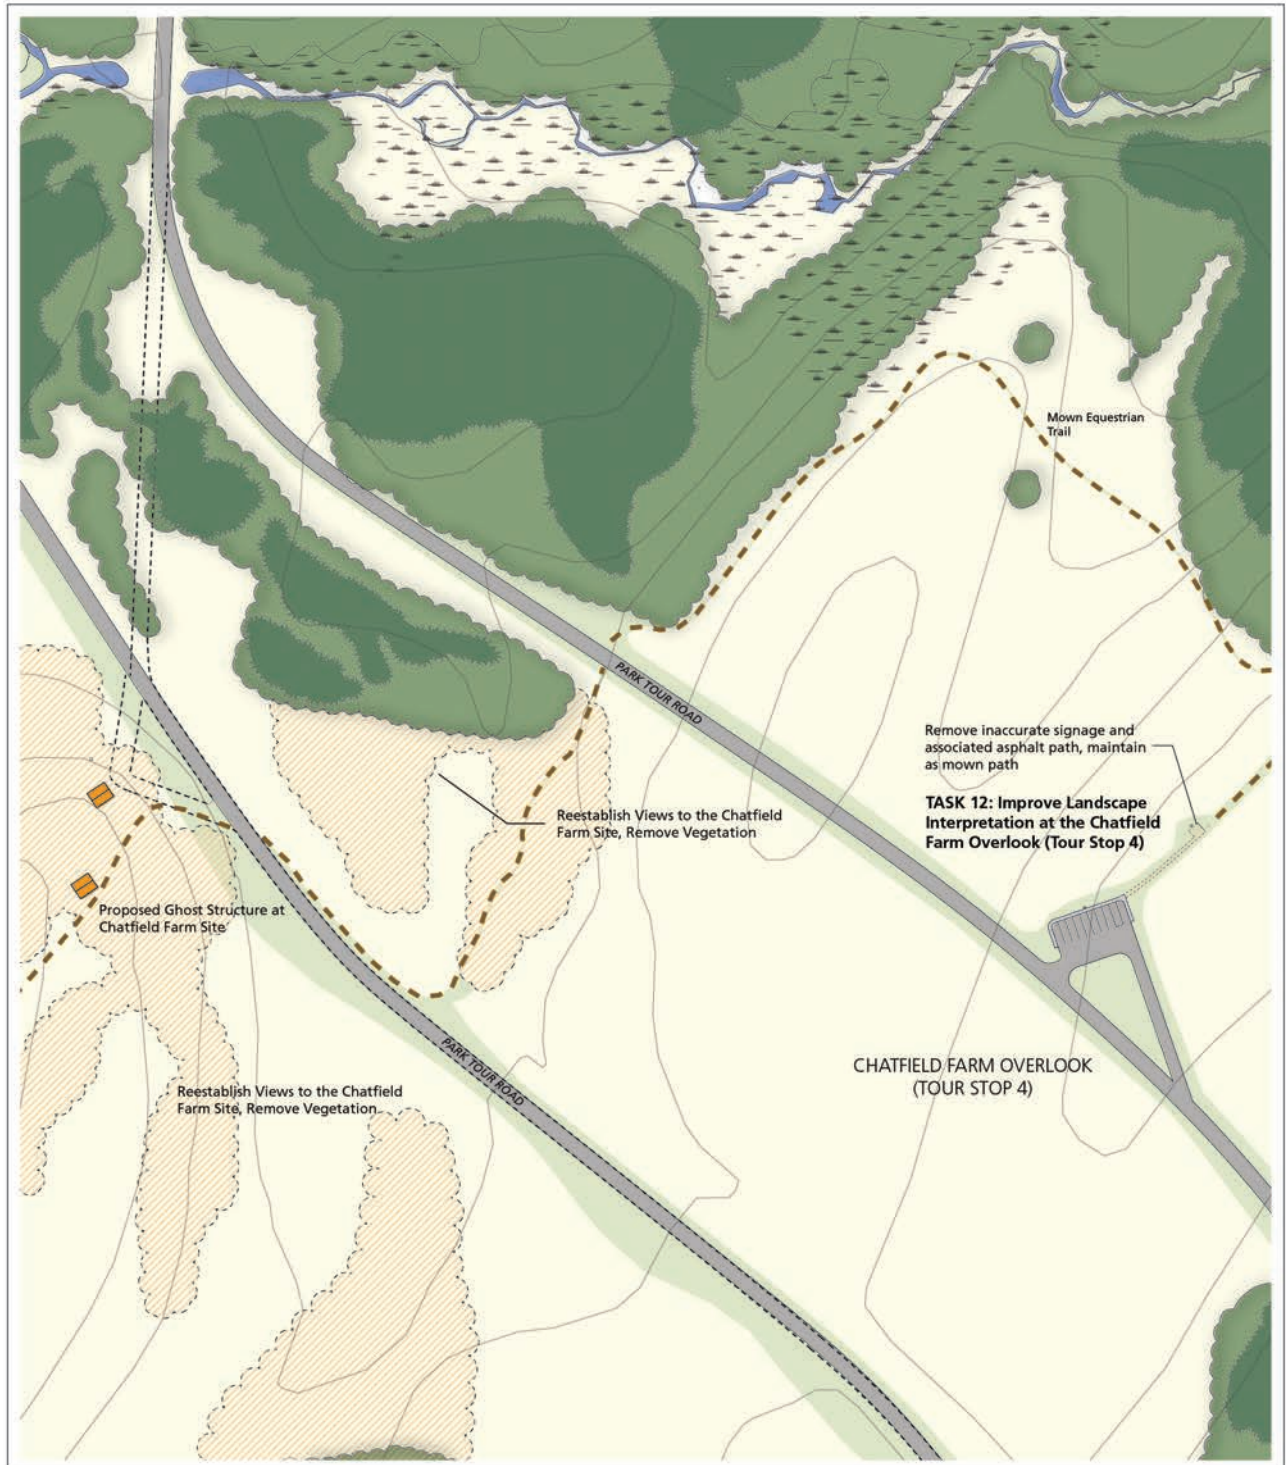 Mown Equestrian
Trail
PARK TOUR ROAD
Remove inaccurate signage and
associated asphalt path, maintain
as mown path
TASK 12: Improve Landscape
Interpretation at the Chatfield
Farm Overlook (Tour Stop 4)
Reestablish Views to the Chatfield
Farm Site, Remove Vegetation
Proposed Ghost Structure at
Chatfield Farm Site
PARK TOUR ROAD
CHATFIELD FARM OVERLOOK
(TOUR STOP 4)
Reestablish Views to the Chatfield
Farm Site, Remove Vegetation